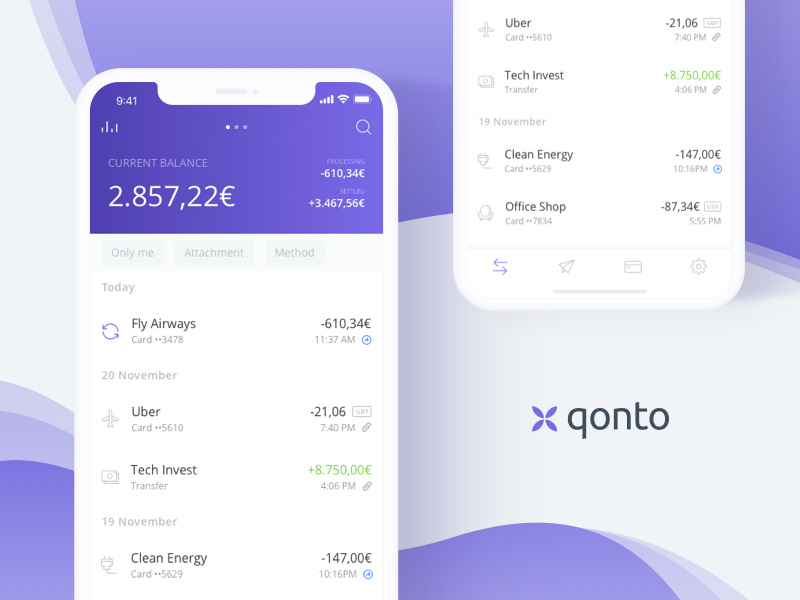 9:41
CURRENT BALANCE
2.857,22€
PROCESSING
-610,34€
SETTLED
+3.467,56€
Only me Attachment Method
Today
Fly Airways -610,34€
Card ••3478 11:37 AM
20 November
Uber -21,06 GBP
Card ••5610 7:40 PM
Tech Invest +8.750,00€
Transfer 4:06 PM
19 November
Clean Energy -147,00€
Card ••5629 10:16PM
Uber -21,06 GBP
Card ••5610 7:40 PM
Tech Invest +8.750,00€
Transfer 4:06 PM
19 November
Clean Energy -147,00€
Card ••5629 10:16PM
Office Shop -87,34€ USD
Card ••7834 5:55 PM
qonto